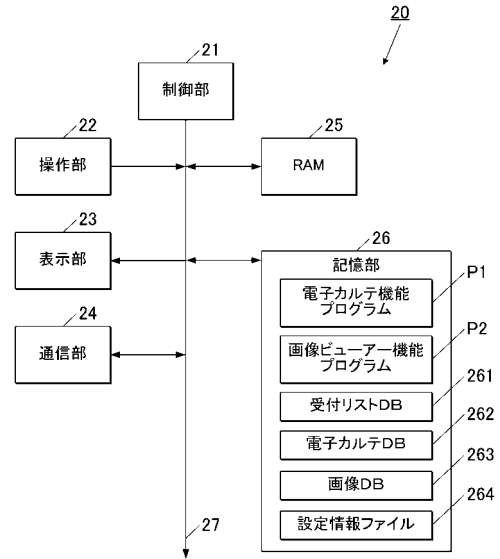 20
21
制御部
22
操作部
25
RAM
23
表示部
26
記憶部
P1
電子カルテ機能
プログラム
24
通信部
P2
画像ビューアー機能
プログラム
261
受付リストDB
262
電子カルテDB
263
画像DB
264
設定情報ファイル
27